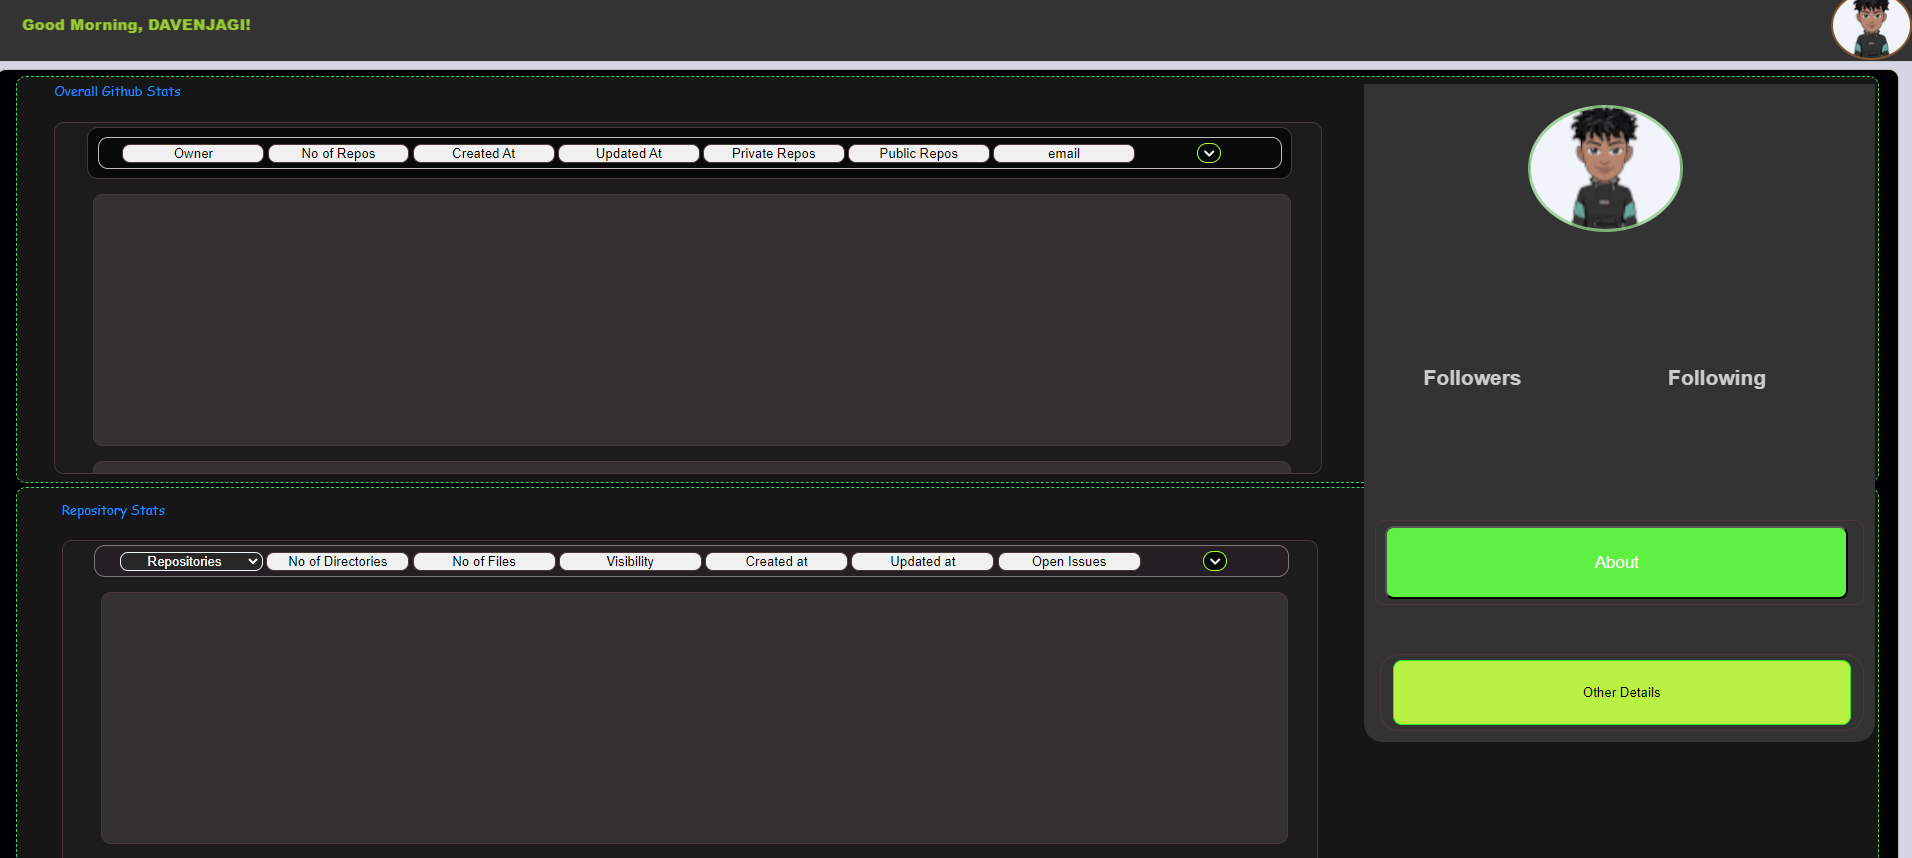 Good Morning, DAVENJAGI!
Overall Github Stats
Owner No of Repos Created At Updated At Private Repos Public Repos email
Followers Following
Repository Stats
Repositories No of Directories No of Files Visibility Created at Updated at Open Issues
About
Other Details